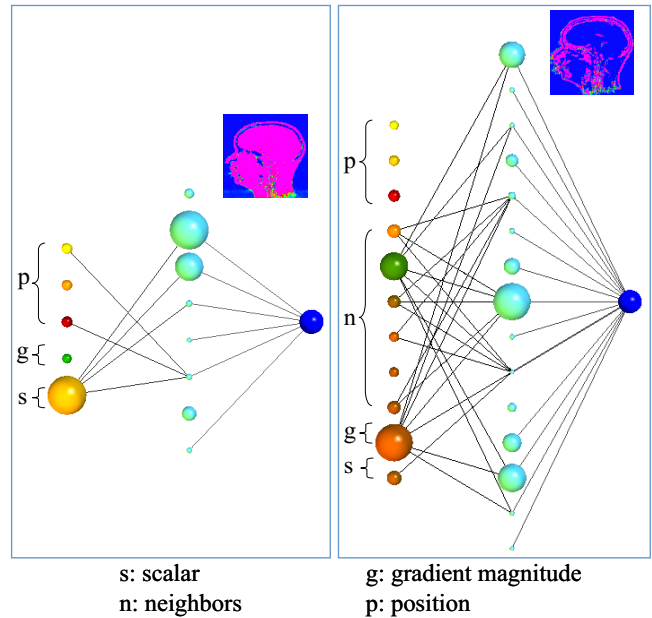 p
g
s
p
n
g
s
s: scalar
g: gradient magnitude
n: neighbors
p: position